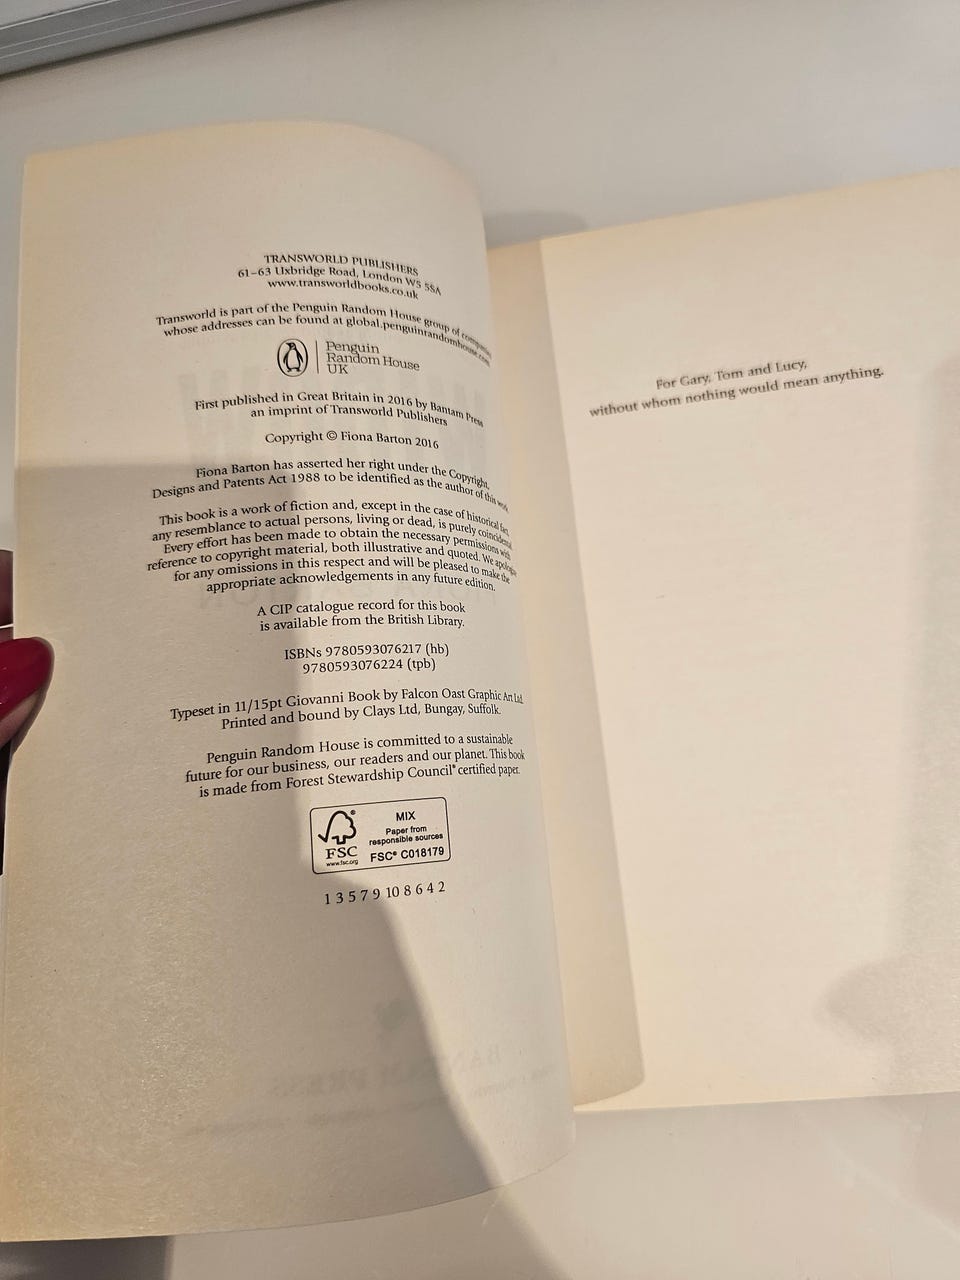 TRANSWORLD PUBLISHERS
61–63 Uxbridge Road, London W5 5SA
www.transworldbooks.co.uk
Transworld is part of the Penguin Random House group of companies
whose addresses can be found at global.penguinrandomhouse.com
Penguin
Random House
UK
First published in Great Britain in 2016 by Bantam Press
an imprint of Transworld Publishers
Copyright © Fiona Barton 2016
Fiona Barton has asserted her right under the Copyright,
Designs and Patents Act 1988 to be identified as the author of this work
This book is a work of fiction and, except in the case of historical fact,
any resemblance to actual persons, living or dead, is purely coincidental
Every effort has been made to obtain the necessary permissions with
reference to copyright material, both illustrative and quoted. We apologize
for any omissions in this respect and will be pleased to make the
appropriate acknowledgements in any future edition.
A CIP catalogue record for this book
is available from the British Library.
ISBNs 9780593076217 (hb)
9780593076224 (tpb)
Typeset in 11/15pt Giovanni Book by Falcon Oast Graphic Art Ltd.
Printed and bound by Clays Ltd, Bungay, Suffolk.
Penguin Random House is committed to a sustainable
future for our business, our readers and our planet. This book
is made from Forest Stewardship Council® certified paper.
FSC
www.fsc.org
MIX
Paper from
responsible sources
FSC® C018179
1 3 5 7 9 10 8 6 4 2
For Gary, Tom and Lucy,
without whom nothing would mean anything.